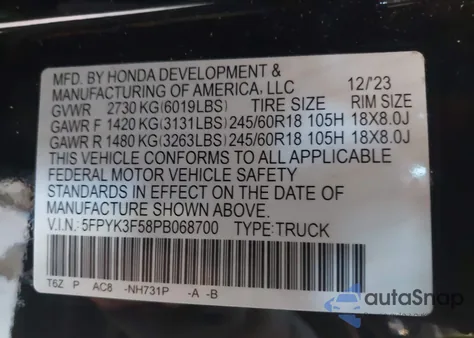 MFD. BY HONDA DEVELOPMENT &
MANUFACTURING OF AMERICA, LLC 12/'23
GVWR 2730 KG(6019LBS) TIRE SIZE RIM SIZE
GAWR F 1420 KG(3131LBS) 245/60R18 105H 18X8.0J
GAWR R 1480 KG(3263LBS) 245/60R18 105H 18X8.0J
THIS VEHICLE CONFORMS TO ALL APPLICABLE
FEDERAL MOTOR VEHICLE SAFETY
STANDARDS IN EFFECT ON THE DATE OF
MANUFACTURE SHOWN ABOVE.
V.I.N.: 5FPYK3F58PB068700 TYPE:TRUCK
T6Z P AC8 -NH731P -A -B
autoSnap